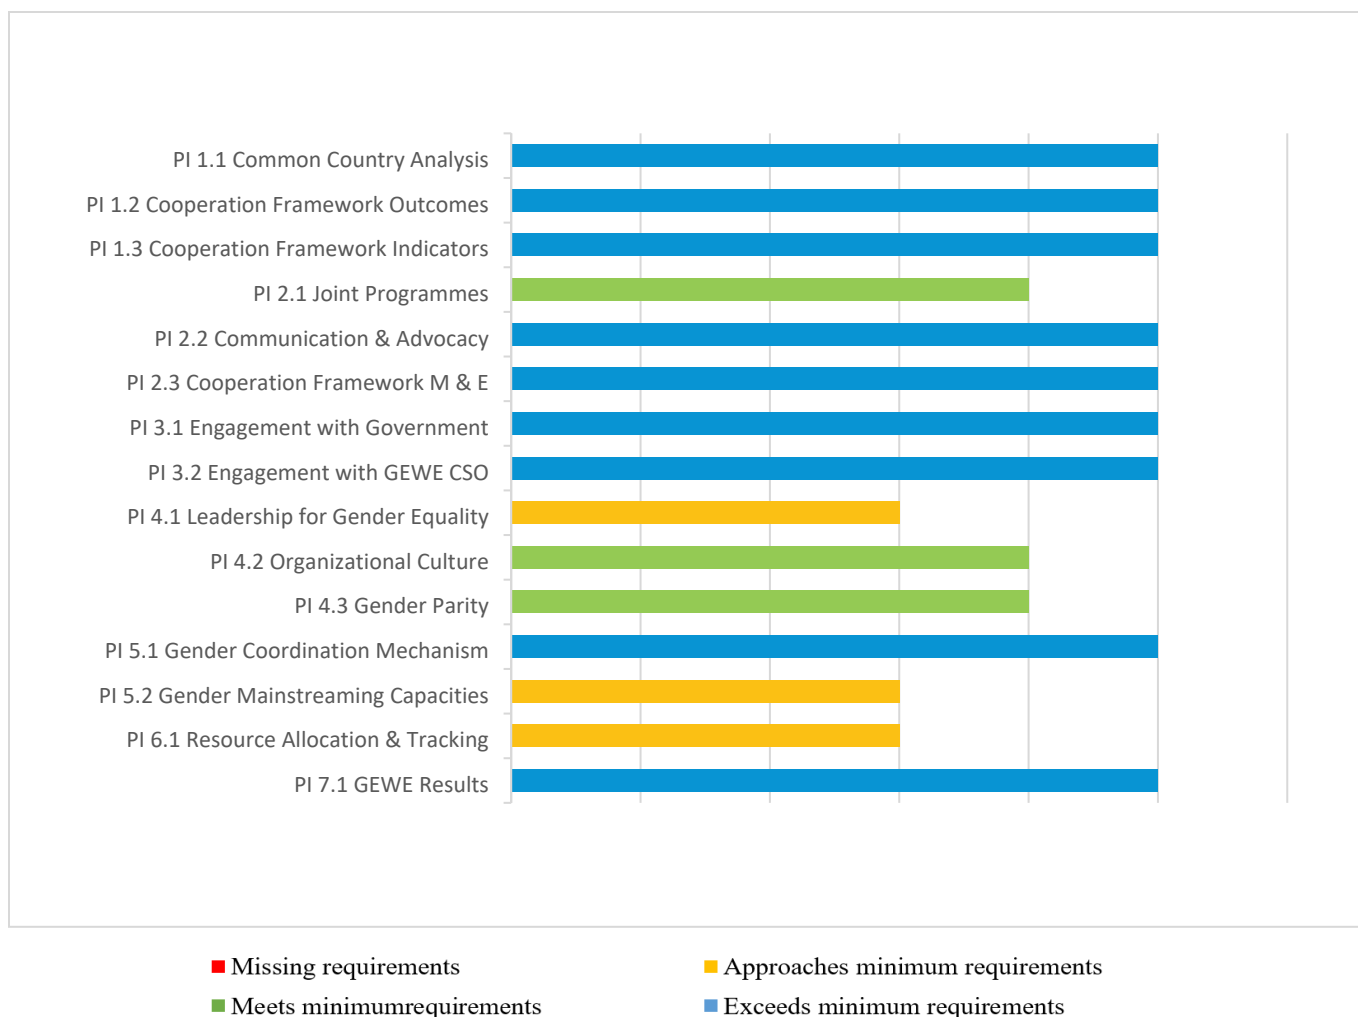 PI 1.1 Common Country Analysis
PI 1.2 Cooperation Framework Outcomes
PI 1.3 Cooperation Framework Indicators
PI 2.1 Joint Programmes
PI 2.2 Communication & Advocacy
PI 2.3 Cooperation Framework M & E
PI 3.1 Engagement with Government
PI 3.2 Engagement with GEWE CSO
PI 4.1 Leadership for Gender Equality
PI 4.2 Organizational Culture
PI 4.3 Gender Parity
PI 5.1 Gender Coordination Mechanism
PI 5.2 Gender Mainstreaming Capacities
PI 6.1 Resource Allocation & Tracking
PI 7.1 GEWE Results
Missing requirements
Approaches minimum requirements
Meets minimumrequirements
Exceeds minimum requirements